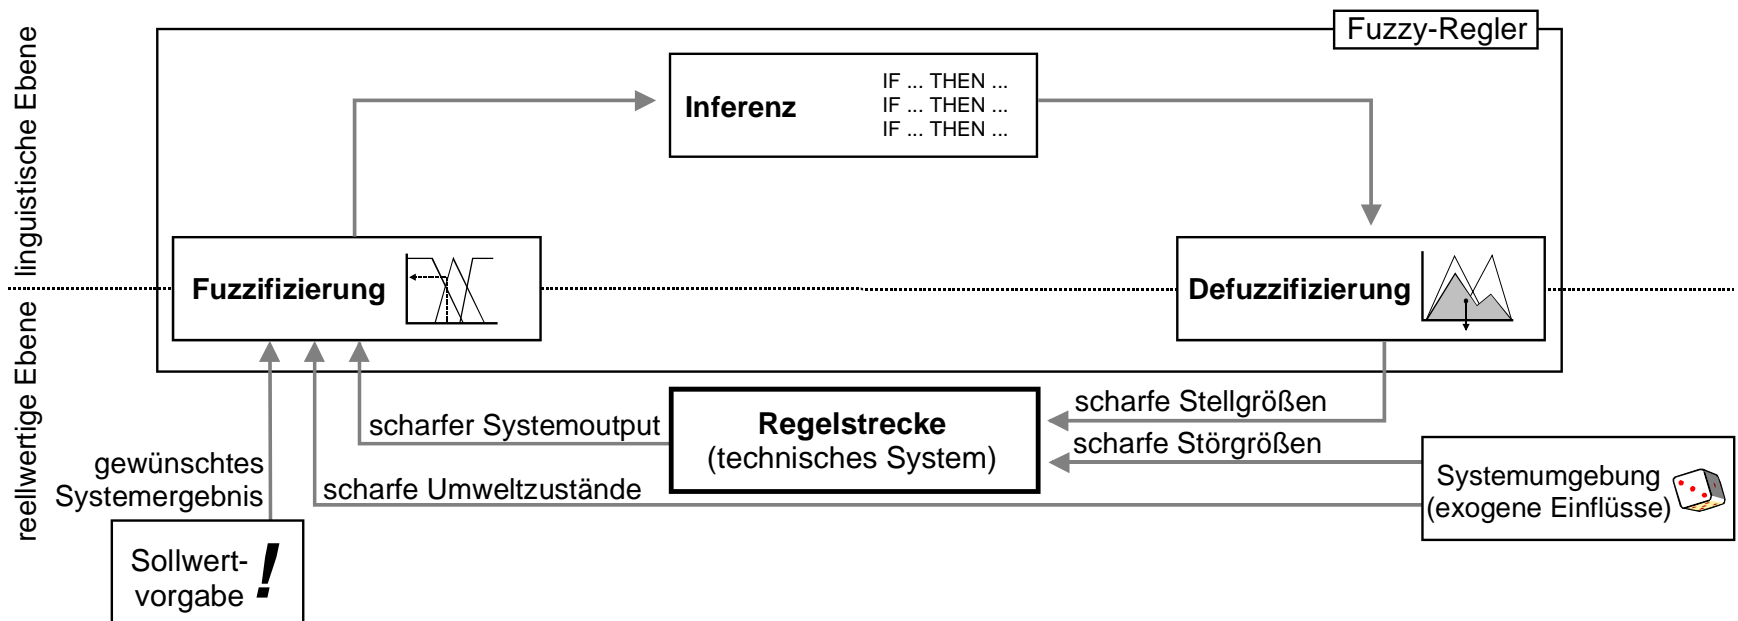 Fuzzy-Regler
linguistische Ebene
Inferenz
IF ... THEN ...
IF ... THEN ...
IF ... THEN ...
Fuzzifizierung
Defuzzifizierung
reellwertige Ebene
scharfer Systemoutput
Regelstrecke
(technisches System)
scharfe Stellgrößen
scharfe Störgrößen
gewünschtes
Systemergebnis
scharfe Umweltzustände
Systemumgebung
(exogene Einflüsse)
Sollwert-
vorgabe !